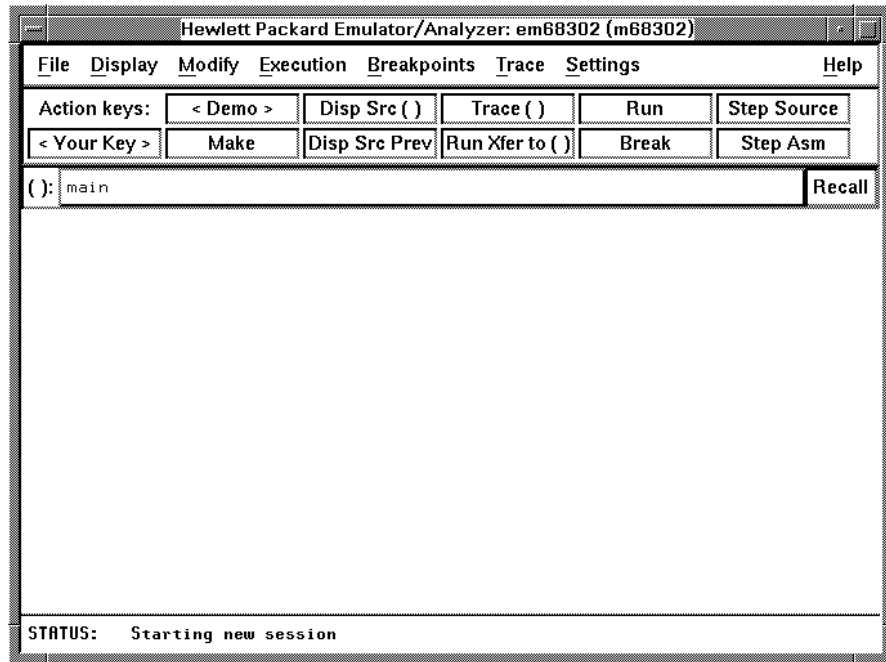 Hewlett Packard Emulator/Analyzer: em68302 (m68302)
File Display Modify Execution Breakpoints Trace Settings Help
Action keys: < Demo > Disp Src ( ) Trace ( ) Run Step Source
< Your Key > Make Disp Src Prev Run Xfer to ( ) Break Step Asm
( ): main Recall
STATUS: Starting new session